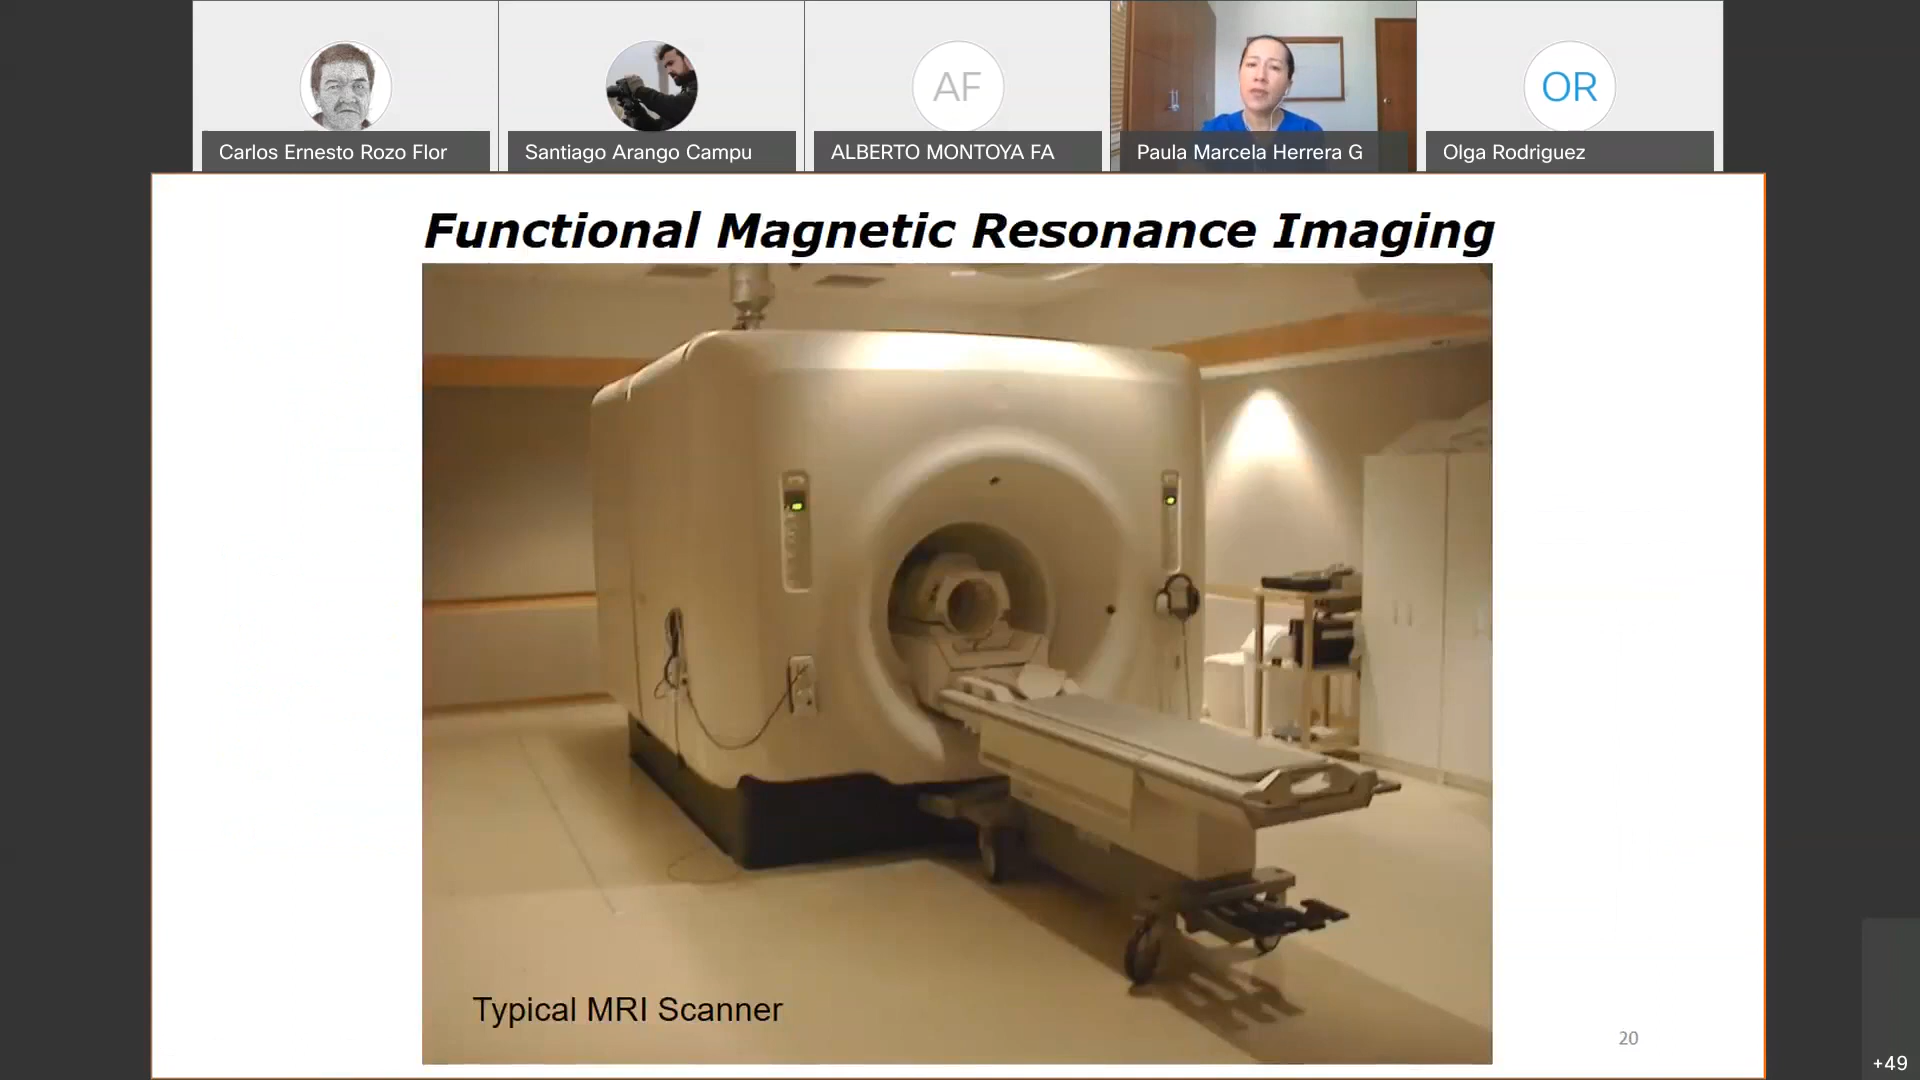 AF
OR
Carlos Ernesto Rozo Flor
Santiago Arango Campu
ALBERTO MONTOYA FA
Paula Marcela Herrera G
Olga Rodriguez
Functional Magnetic Resonance Imaging
Typical MRI Scanner
20
+49